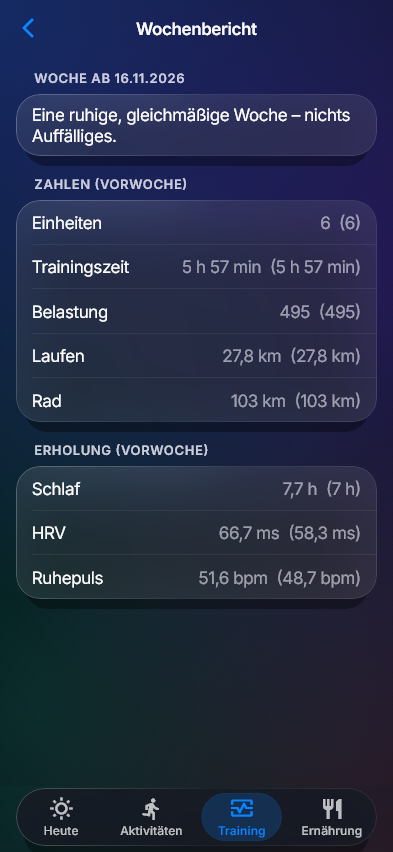 Wochenbericht
WOCHE AB 16.11.2026
Eine ruhige, gleichmäßige Woche – nichts
Auffälliges.
ZAHLEN (VORWOCHE)
Einheiten 6 (6)
Trainingszeit 5 h 57 min (5 h 57 min)
Belastung 495 (495)
Laufen 27,8 km (27,8 km)
Rad 103 km (103 km)
ERHOLUNG (VORWOCHE)
Schlaf 7,7 h (7 h)
HRV 66,7 ms (58,3 ms)
Ruhepuls 51,6 bpm (48,7 bpm)
Heute Aktivitäten Training Ernährung